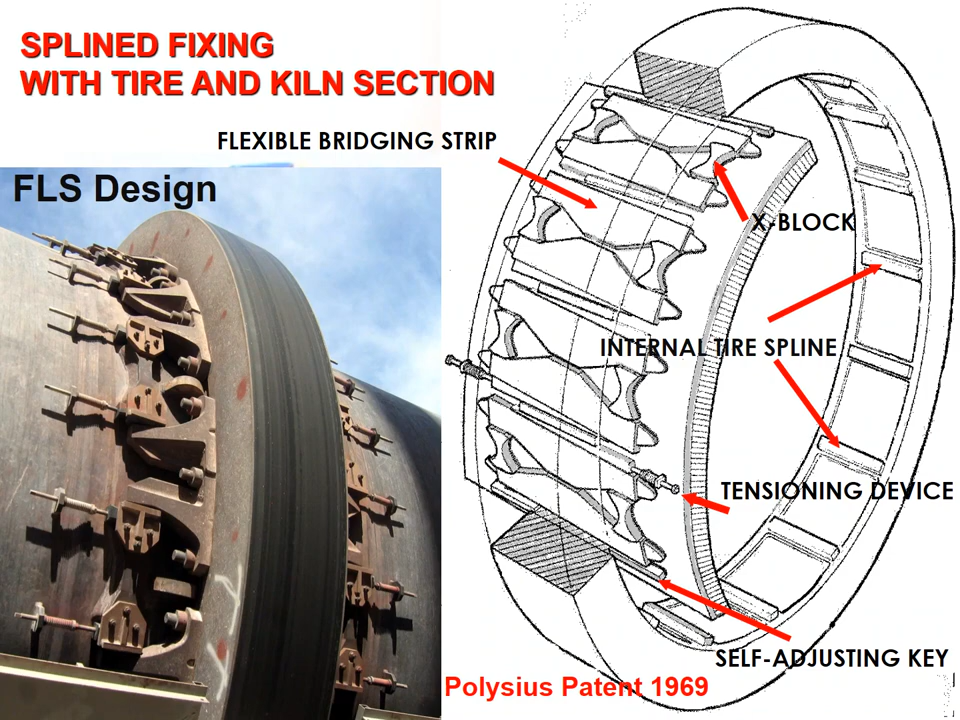 SPLINED FIXING
WITH TIRE AND KILN SECTION
FLEXIBLE BRIDGING STRIP
FLS Design
X-BLOCK
INTERNAL TIRE SPLINE
TENSIONING DEVICE
SELF-ADJUSTING KEY
Polysius Patent 1969